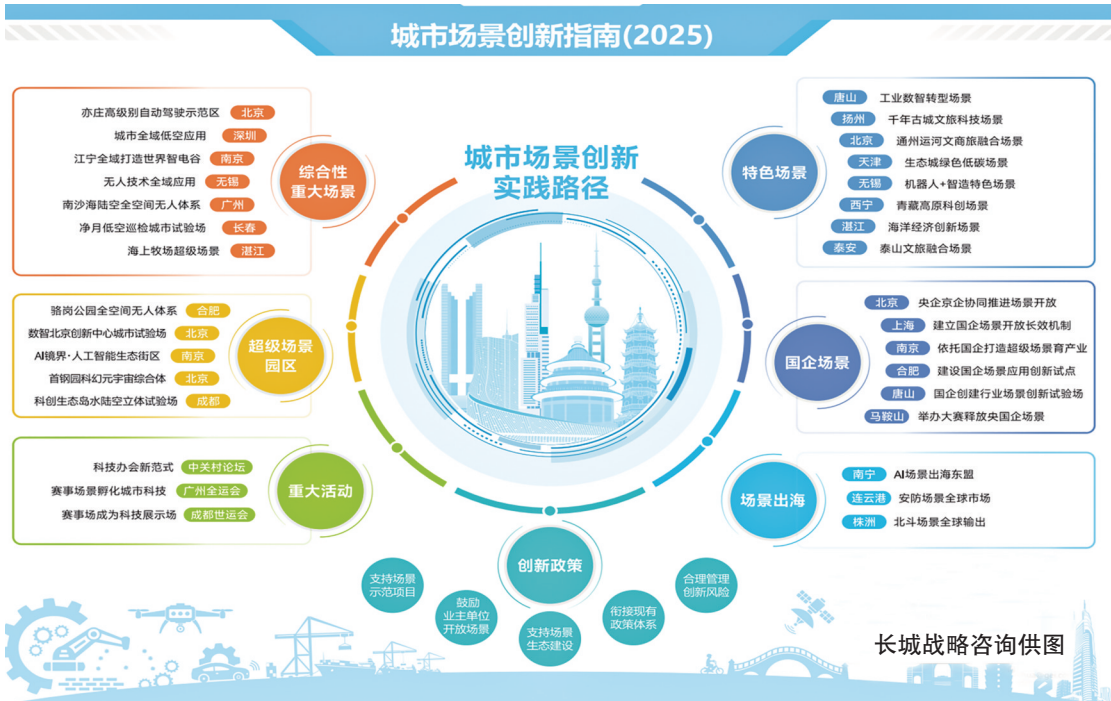 城市场景创新指南(2025)
城市场景创新
实践路径
综合性
重大场景
亦庄高级别自动驾驶示范区 北京
城市全域低空应用 深圳
江宁全域打造世界智电谷 南京
无人技术全域应用 无锡
南沙海陆空全空间无人体系 广州
净月低空巡检城市试验场 长春
海上牧场超级场景 湛江
超级场景
园区
骆岗公园全空间无人体系 合肥
数智北京创新中心城市试验场 北京
AI镜界·人工智能生态街区 南京
首钢园科幻元宇宙综合体 北京
科创生态岛水陆空立体试验场 成都
重大活动
科技办会新范式 中关村论坛
赛事场景孵化城市科技 广州全运会
赛事场成为科技展示场 成都世运会
特色场景
唐山 工业数智转型场景
扬州 千年古城文旅科技场景
北京 通州运河文商旅融合场景
天津 生态城绿色低碳场景
无锡 机器人+智造特色场景
西宁 青藏高原科创场景
湛江 海洋经济创新场景
泰安 泰山文旅融合场景
国企场景
北京 央企京企协同推进场景开放
上海 建立国企场景开放长效机制
南京 依托国企打造超级场景育产业
合肥 建设国企场景应用创新试点
唐山 国企创建行业场景创新试验场
马鞍山 举办大赛释放央国企场景
场景出海
南宁 AI场景出海东盟
连云港 安防场景全球市场
株洲 北斗场景全球输出
创新政策
支持场景
示范项目
鼓励
业主单位
开放场景
支持场景
生态建设
衔接现有
政策体系
合理管理
创新风险
长城战略咨询供图